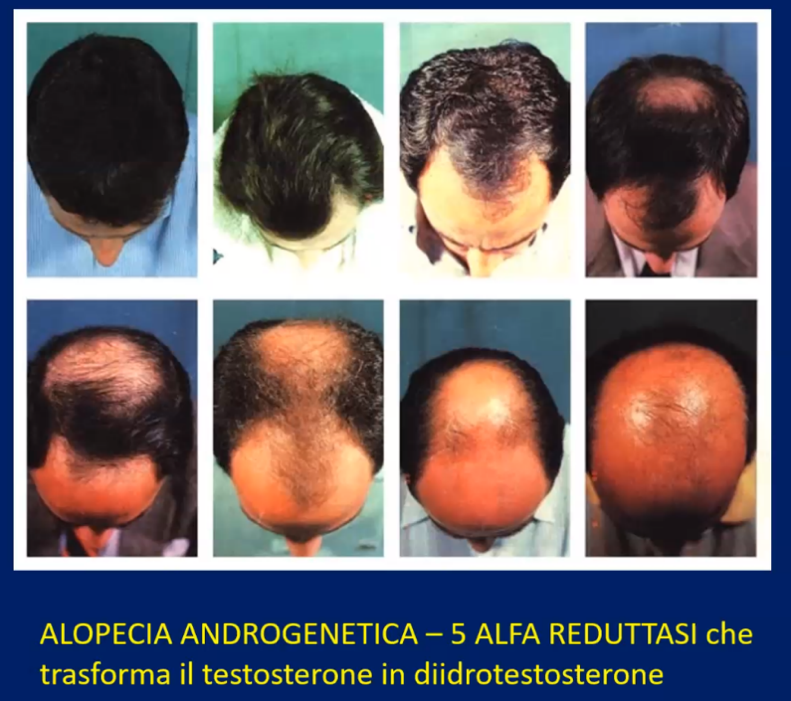 ALOPECIA ANDROGENETICA – 5 ALFA REDUTTASI che
trasforma il testosterone in diidrotestosterone